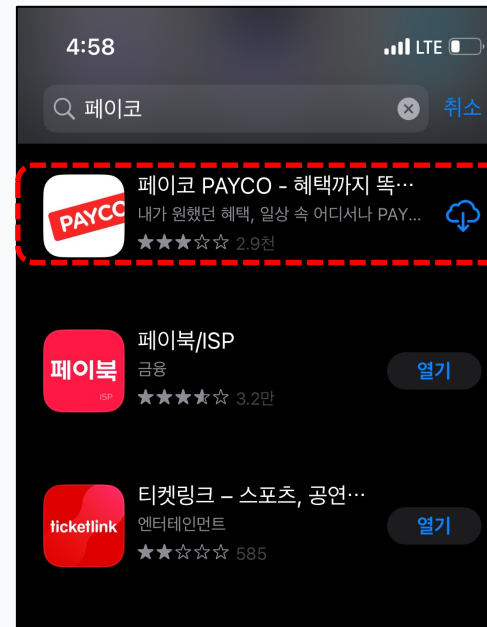 4:58 LTE
페이코 취소
페이코 PAYCO - 혜택까지 똑…
내가 원했던 혜택, 일상 속 어디서나 PAY...
PAYCO
★★★☆☆ 2.9천
페이북/ISP
페이북
ISP
금융
열기
3.2만
티켓링크 – 스포츠, 공연…
ticketlink
엔터테인먼트
열기
★★☆☆☆ 585